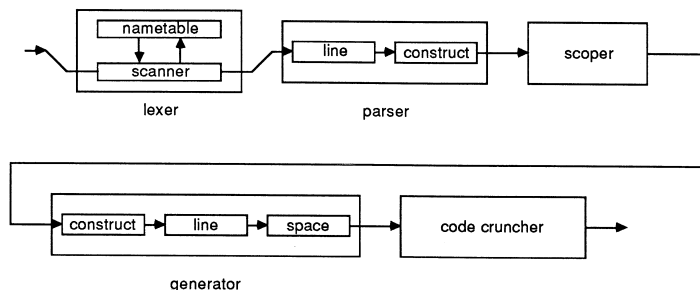 nametable
scanner
lexer
line
construct
parser
scoper
construct
line
space
generator
code cruncher